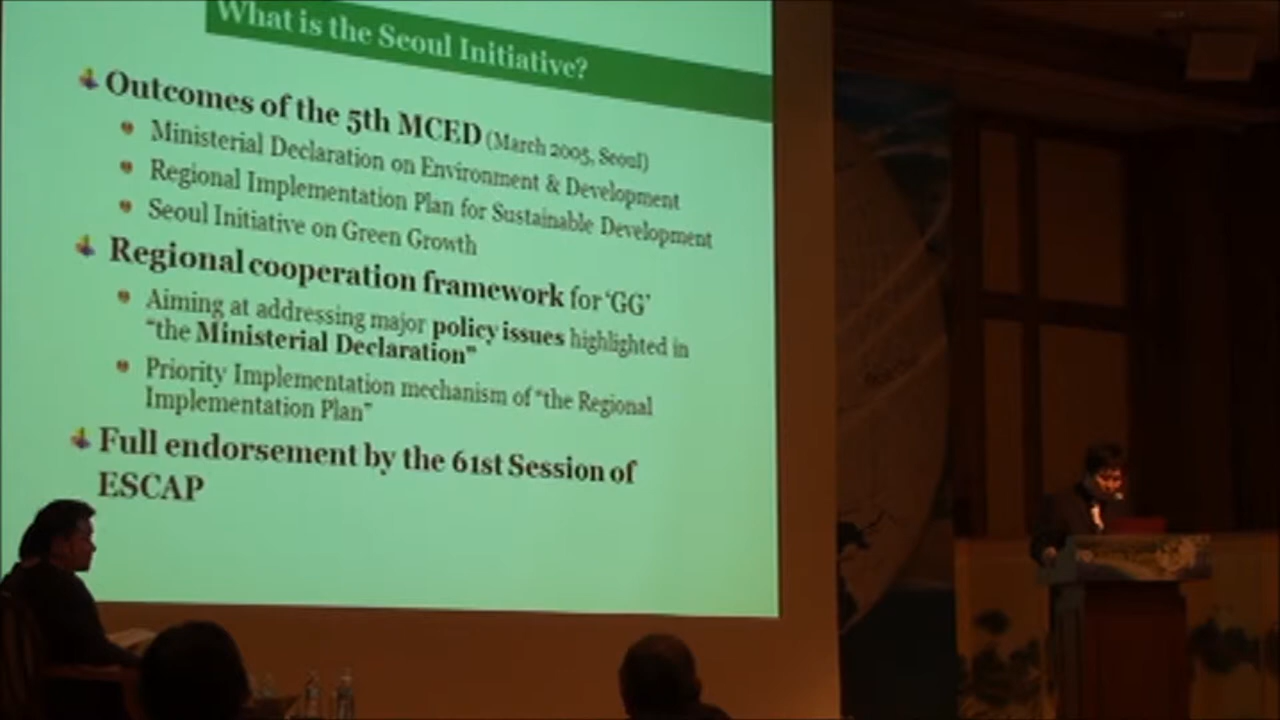 What is the Seoul Initiative?
Outcomes of the 5th MCED (March 2005, Seoul)
Ministerial Declaration on Environment & Development
Regional Implementation Plan for Sustainable Development
Seoul Initiative on Green Growth
Regional cooperation framework for 'GG'
Aiming at addressing major policy issues highlighted in
"the Ministerial Declaration"
Priority Implementation mechanism of "the Regional
Implementation Plan"
Full endorsement by the 61st Session of
ESCAP